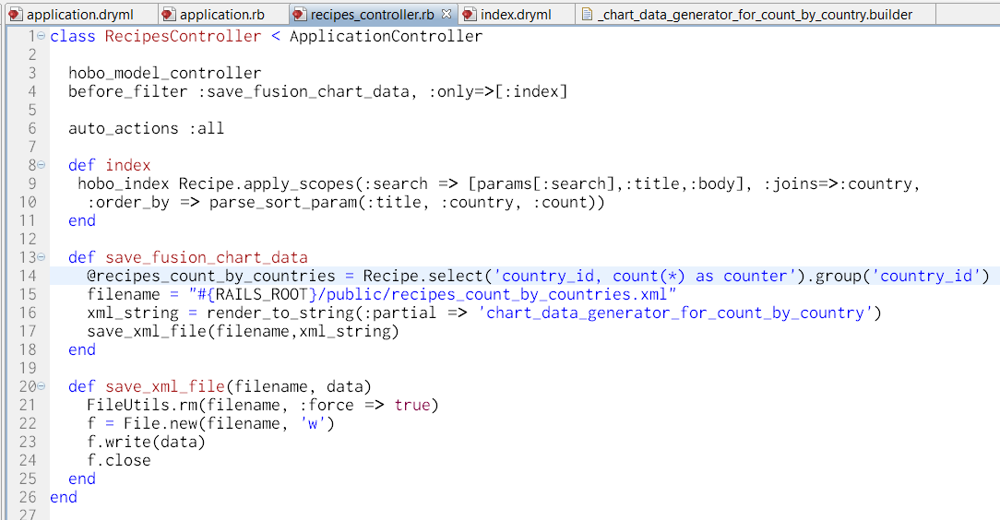 application.dryml application.rb recipes_controller.rb index.dryml _chart_data_generator_for_count_by_country.builder
1 class RecipesController < ApplicationController
2
3   hobo_model_controller
4   before_filter :save_fusion_chart_data, :only=>[:index]
5
6   auto_actions :all
7
8   def index
9    hobo_index Recipe.apply_scopes(:search => [params[:search],:title,:body], :joins=>:country,
10     :order_by => parse_sort_param(:title, :country, :count))
11   end
12
13   def save_fusion_chart_data
14     @recipes_count_by_countries = Recipe.select('country_id, count(*) as counter').group('country_id')
15     filename = "#{RAILS_ROOT}/public/recipes_count_by_countries.xml"
16     xml_string = render_to_string(:partial => 'chart_data_generator_for_count_by_country')
17     save_xml_file(filename,xml_string)
18   end
19
20   def save_xml_file(filename, data)
21     FileUtils.rm(filename, :force => true)
22     f = File.new(filename, 'w')
23     f.write(data)
24     f.close
25   end
26 end
27